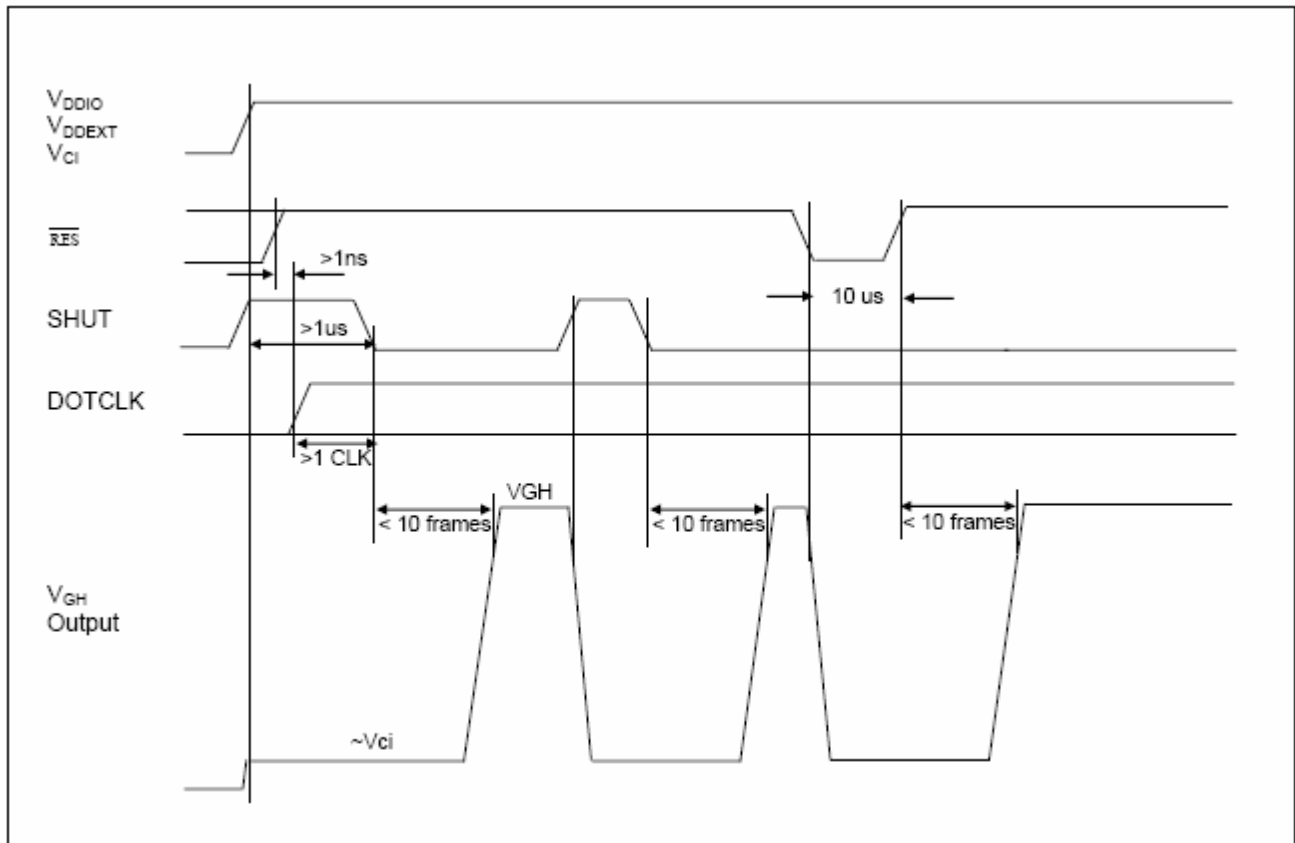 VDDIO
VDDEXT
VCI
RES
>1ns
10 us
SHUT
>1us
DOTCLK
>1 CLK
VGH
< 10 frames
< 10 frames
< 10 frames
VGH
Output
~Vci